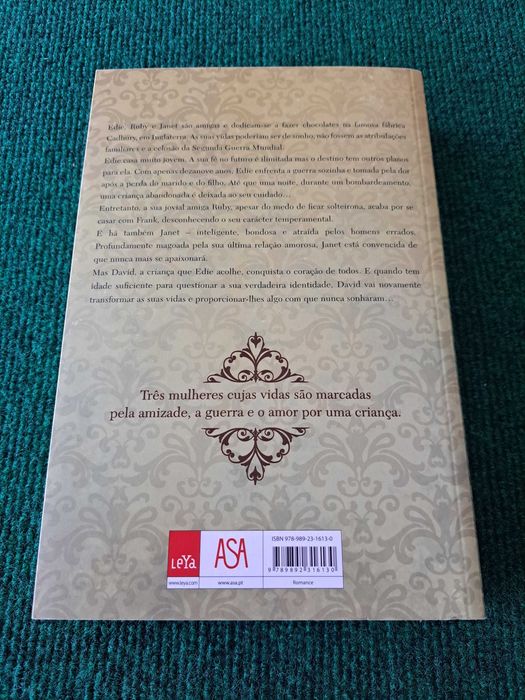 Edie, Ruby e Janet são amigas e dedicam-se a fazer chocolates na famosa fábrica
Cadbury, em Inglaterra. As suas vidas poderiam ser de sonho, não fossem as atribulações
familiares e a eclosão da Segunda Guerra Mundial.
Edie casa muito jovem. A sua fé no futuro é ilimitada mas o destino tem outros planos
para ela. Com apenas dezanove anos, Edie enfrenta a guerra sozinha e tomada pela dor
após a perda do marido e do filho. Até que uma noite, durante um bombardeamento,
uma criança abandonada é deixada ao seu cuidado...
Entretanto, a sua jovial amiga Ruby, apesar do medo de ficar solteirona, acaba por se
casar com Frank, desconhecendo o seu carácter temperamental.
E há também Janet – inteligente, bondosa e atraída pelos homens errados.
Profundamente magoada pela sua última relação amorosa, Janet está convencida de
que nunca mais se apaixonará.
Mas David, a criança que Edie acolhe, conquista o coração de todos. E quando tem
idade suficiente para questionar a sua verdadeira identidade, David vai novamente
transformar as suas vidas e proporcionar-lhes algo com que nunca sonharam...
Três mulheres cujas vidas são marcadas
pela amizade, a guerra e o amor por uma criança.
LEYA
www.leya.com
ASA
www.asa.pt
ISBN 978-989-23-1613-0
9 789892 316130
Romance